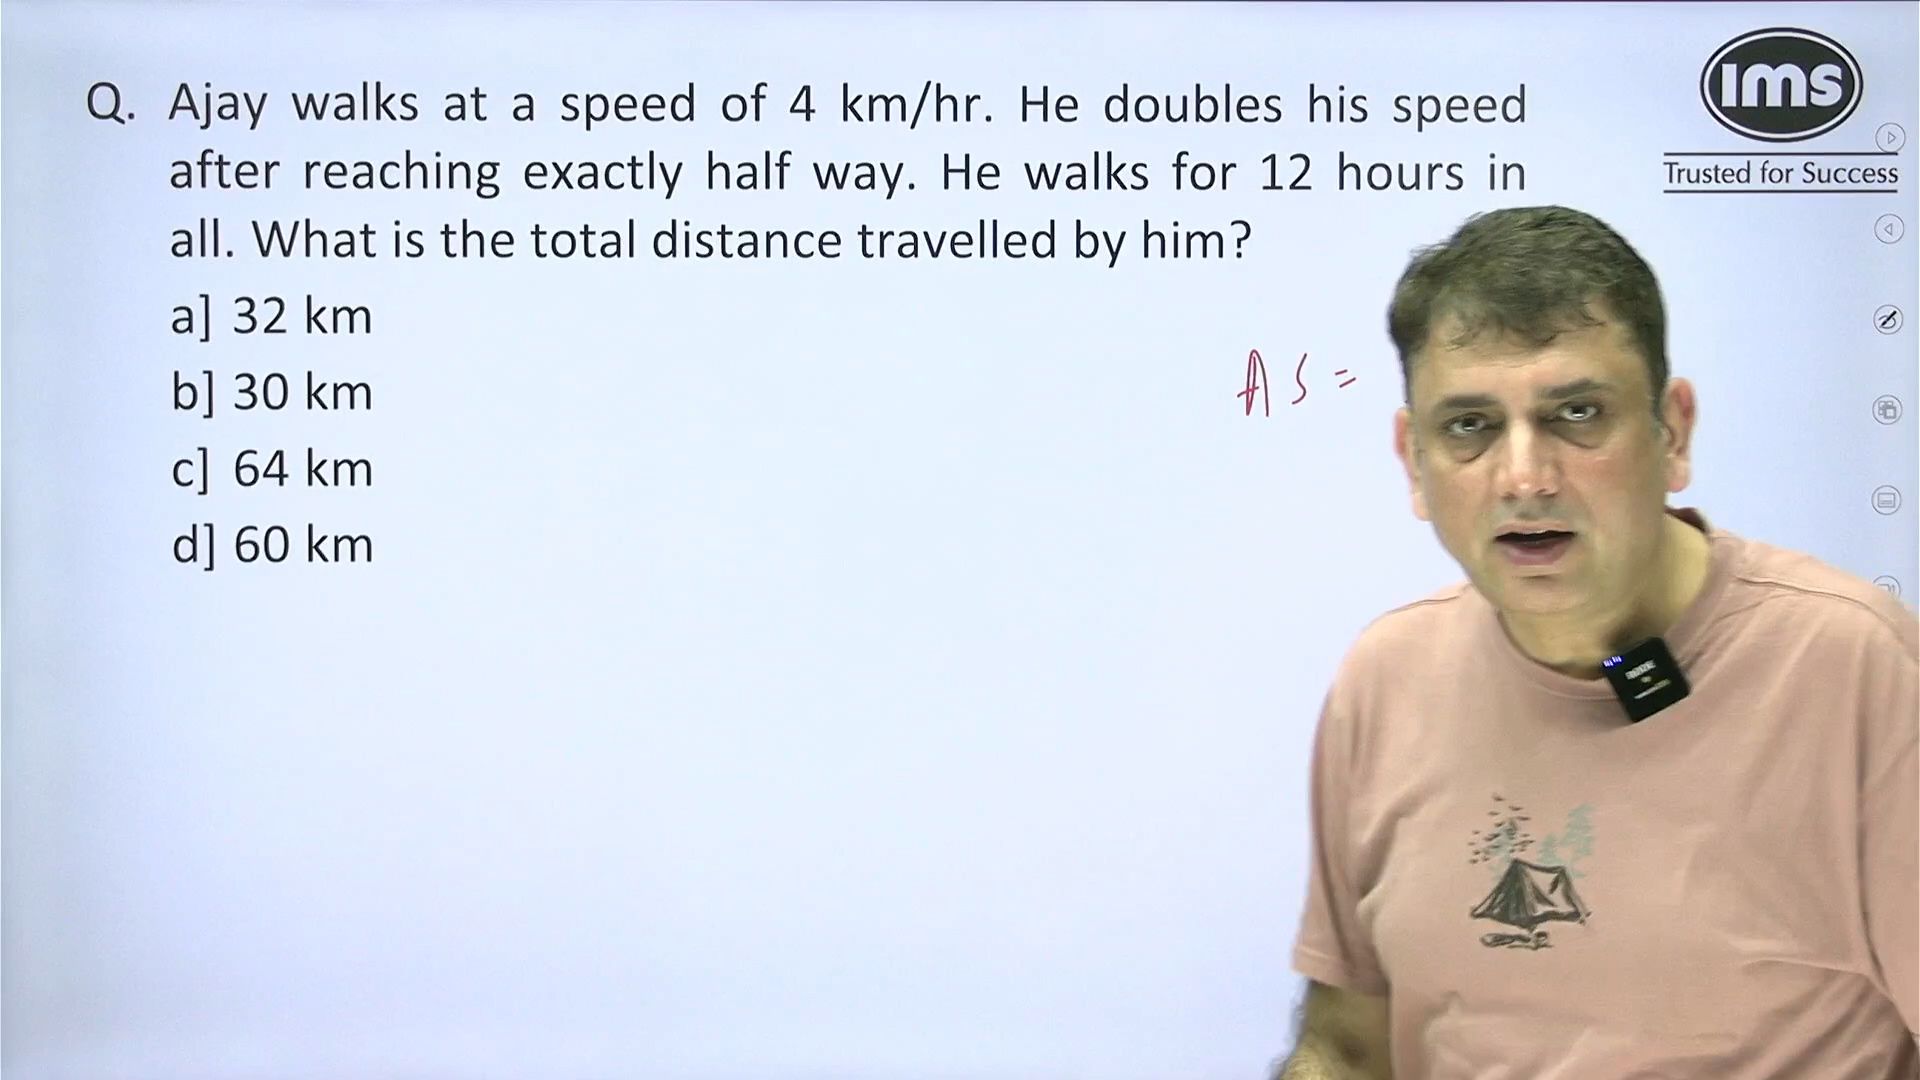 Q. Ajay walks at a speed of 4 km/hr. He doubles his speed
after reaching exactly half way. He walks for 12 hours in
all. What is the total distance travelled by him?
a] 32 km
b] 30 km
c] 64 km
d] 60 km
A S =
ıms
Trusted for Success